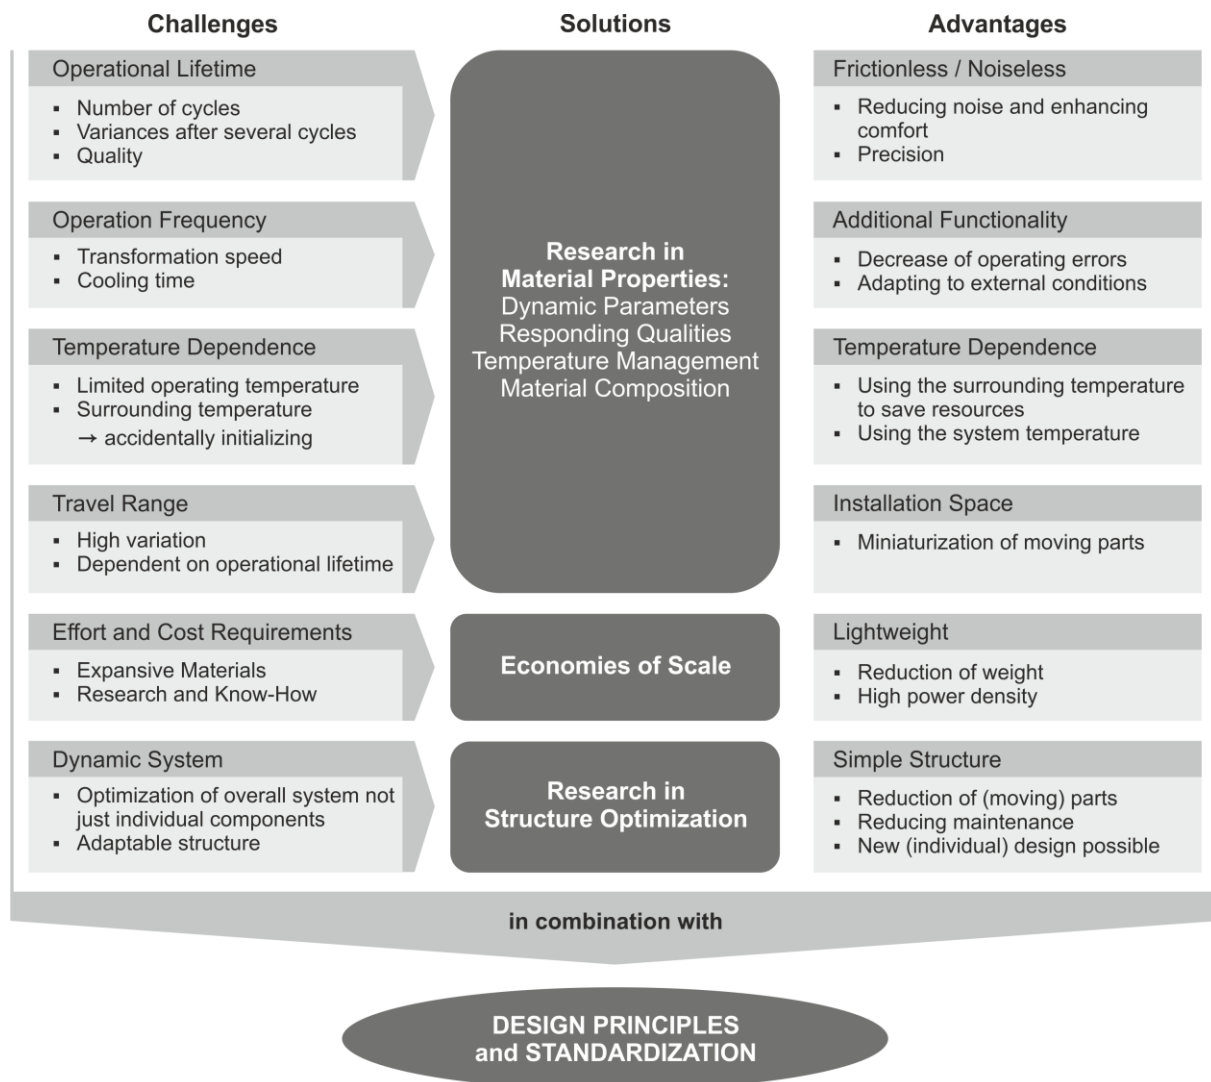 Challenges
Operational Lifetime
▪ Number of cycles
▪ Variances after several cycles
▪ Quality
Operation Frequency
▪ Transformation speed
▪ Cooling time
Temperature Dependence
▪ Limited operating temperature
▪ Surrounding temperature
→ accidentally initializing
Travel Range
▪ High variation
▪ Dependent on operational lifetime
Effort and Cost Requirements
▪ Expansive Materials
▪ Research and Know-How
Dynamic System
▪ Optimization of overall system not
just individual components
▪ Adaptable structure
Solutions
Research in
Material Properties:
Dynamic Parameters
Responding Qualities
Temperature Management
Material Composition
Economies of Scale
Research in
Structure Optimization
Advantages
Frictionless / Noiseless
▪ Reducing noise and enhancing
comfort
▪ Precision
Additional Functionality
▪ Decrease of operating errors
▪ Adapting to external conditions
Temperature Dependence
▪ Using the surrounding temperature
to save resources
▪ Using the system temperature
Installation Space
▪ Miniaturization of moving parts
Lightweight
▪ Reduction of weight
▪ High power density
Simple Structure
▪ Reduction of (moving) parts
▪ Reducing maintenance
▪ New (individual) design possible
in combination with
DESIGN PRINCIPLES
and STANDARDIZATION